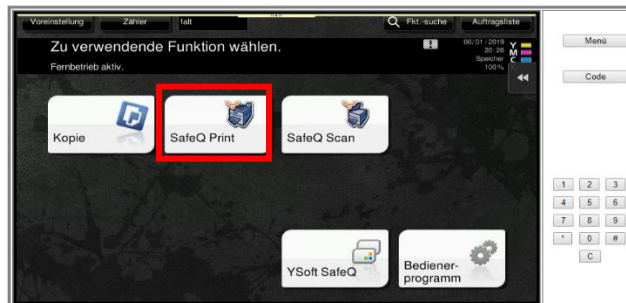 Voreinstellung Zähler falt Fkt.-suche Auftragsliste
Zu verwendende Funktion wählen.
Fernbetrieb aktiv.
06/01/2019
20:26
Speicher
100%
Y
M
C
Menü
Code
Kopie SafeQ Print SafeQ Scan
YSoft SafeQ Bediener-
programm
1 2 3
4 5 6
7 8 9
* 0 #
C